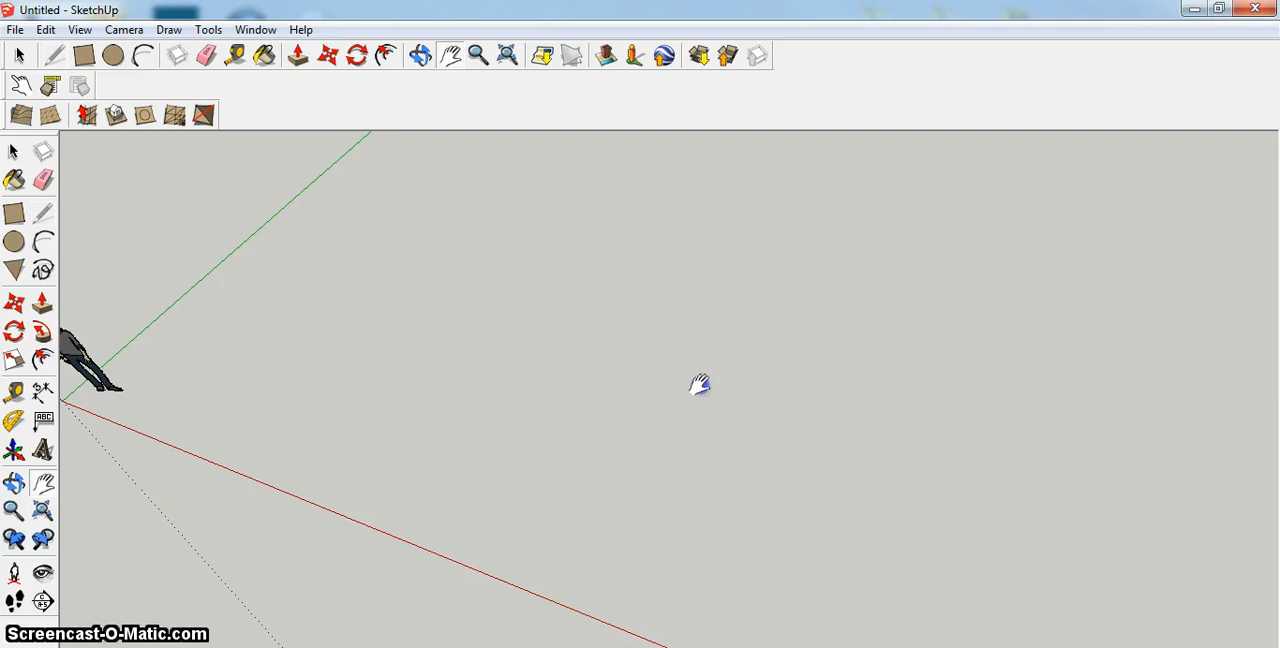 Untitled - SketchUp
File Edit View Camera Draw Tools Window Help
ABC
A
Screencast-O-Matic.com